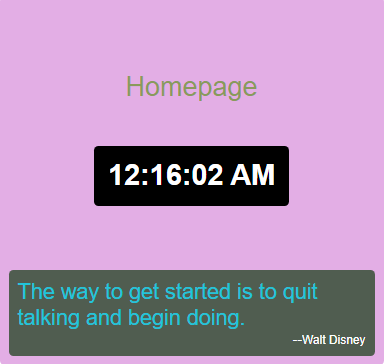 Homepage
12:16:02 AM
The way to get started is to quit
talking and begin doing.
--Walt Disney